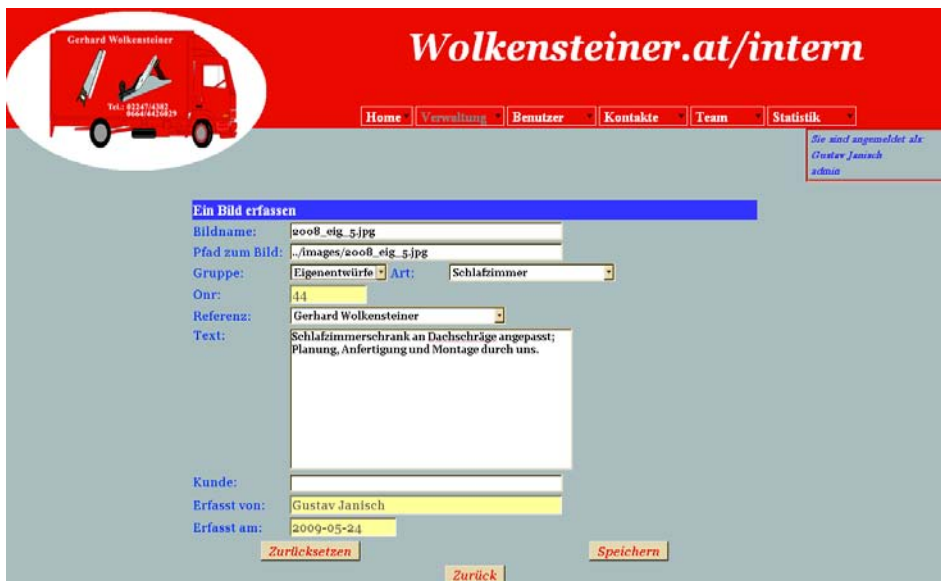 Gerhard Wolkensteiner
Tel.: 02247/4302
0664/4426029
Wolkensteiner.at/intern
Home Verwaltung Benutzer Kontakte Team Statistik
Sie sind angemeldet als:
Gustav Janisch
admin
Ein Bild erfassen
Bildname: 2008_eig_5.jpg
Pfad zum Bild: ../images/2008_eig_5.jpg
Gruppe: Eigenentwürfe Art: Schlafzimmer
Onr: 44
Referenz: Gerhard Wolkensteiner
Text: Schlafzimmerschrank an Dachschräge angepasst;
Planung, Anfertigung und Montage durch uns.
Kunde:
Erfasst von: Gustav Janisch
Erfasst am: 2009-05-24
Zurücksetzen Speichern
Zurück